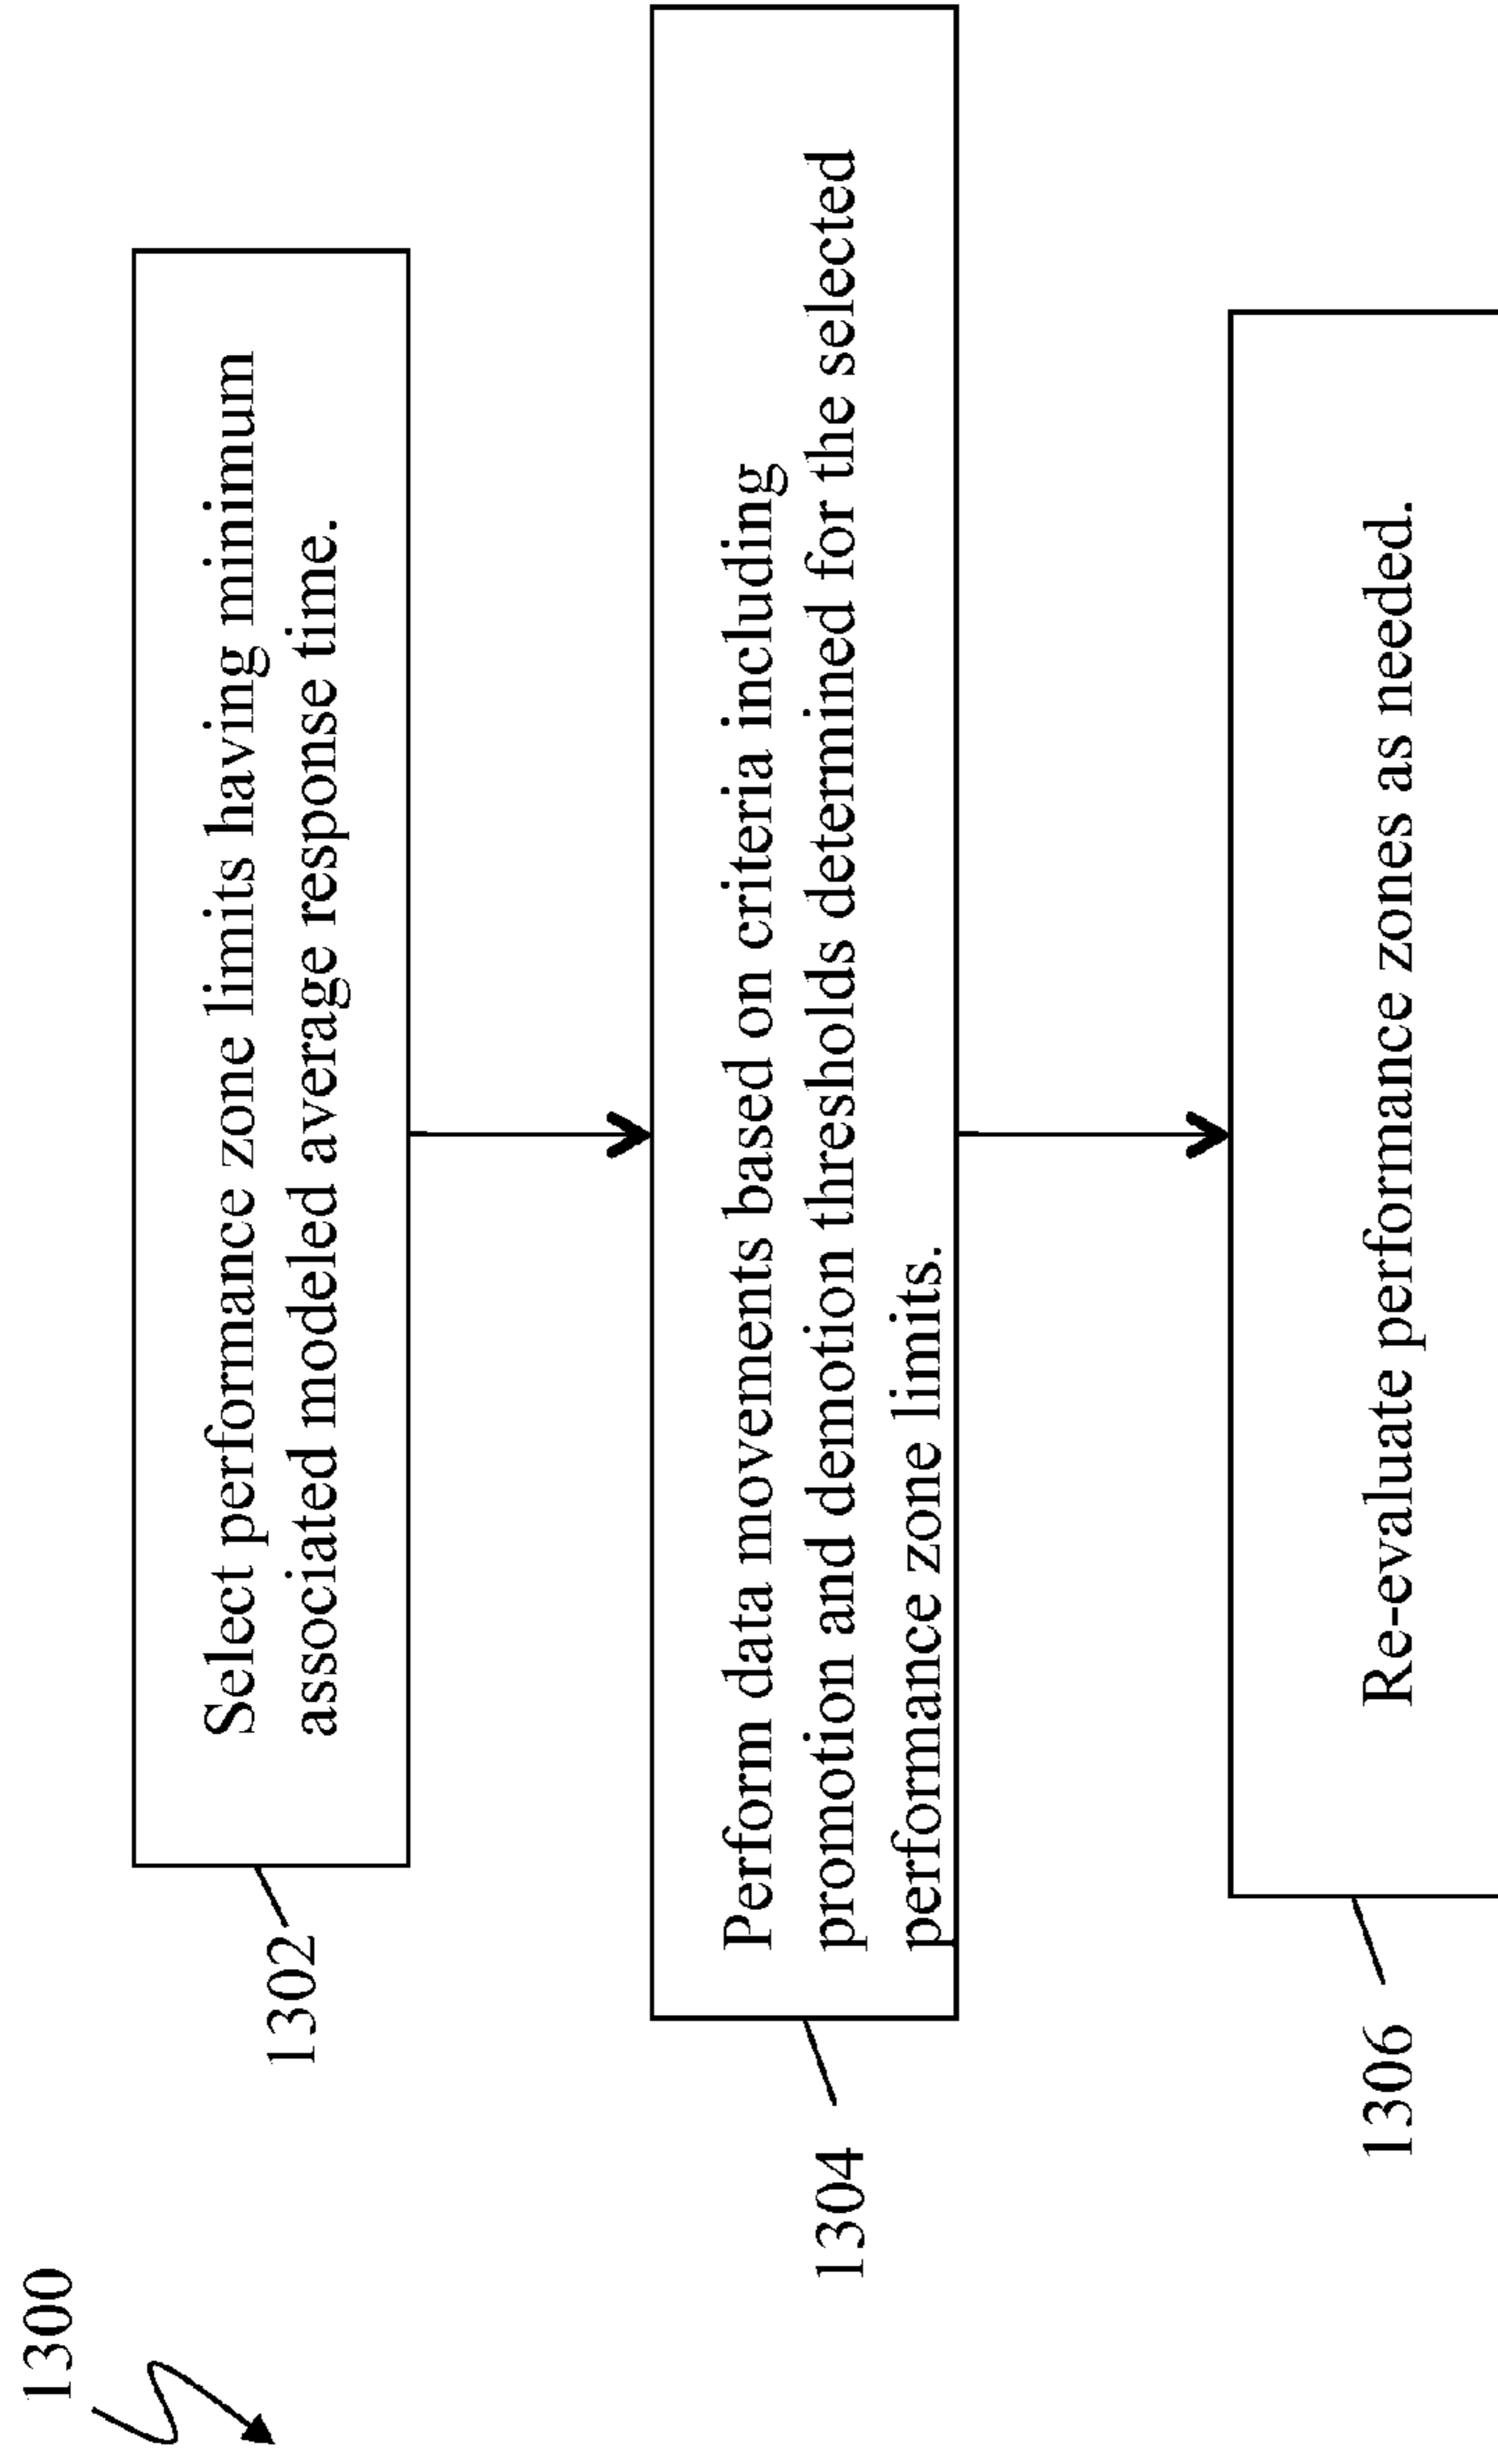 1300
1302
Select performance zone limits having minimum
associated modeled average response time.
1304
Perform data movements based on criteria including
promotion and demotion thresholds determined for the selected
performance zone limits.
1306
Re-evaluate performance zones as needed.